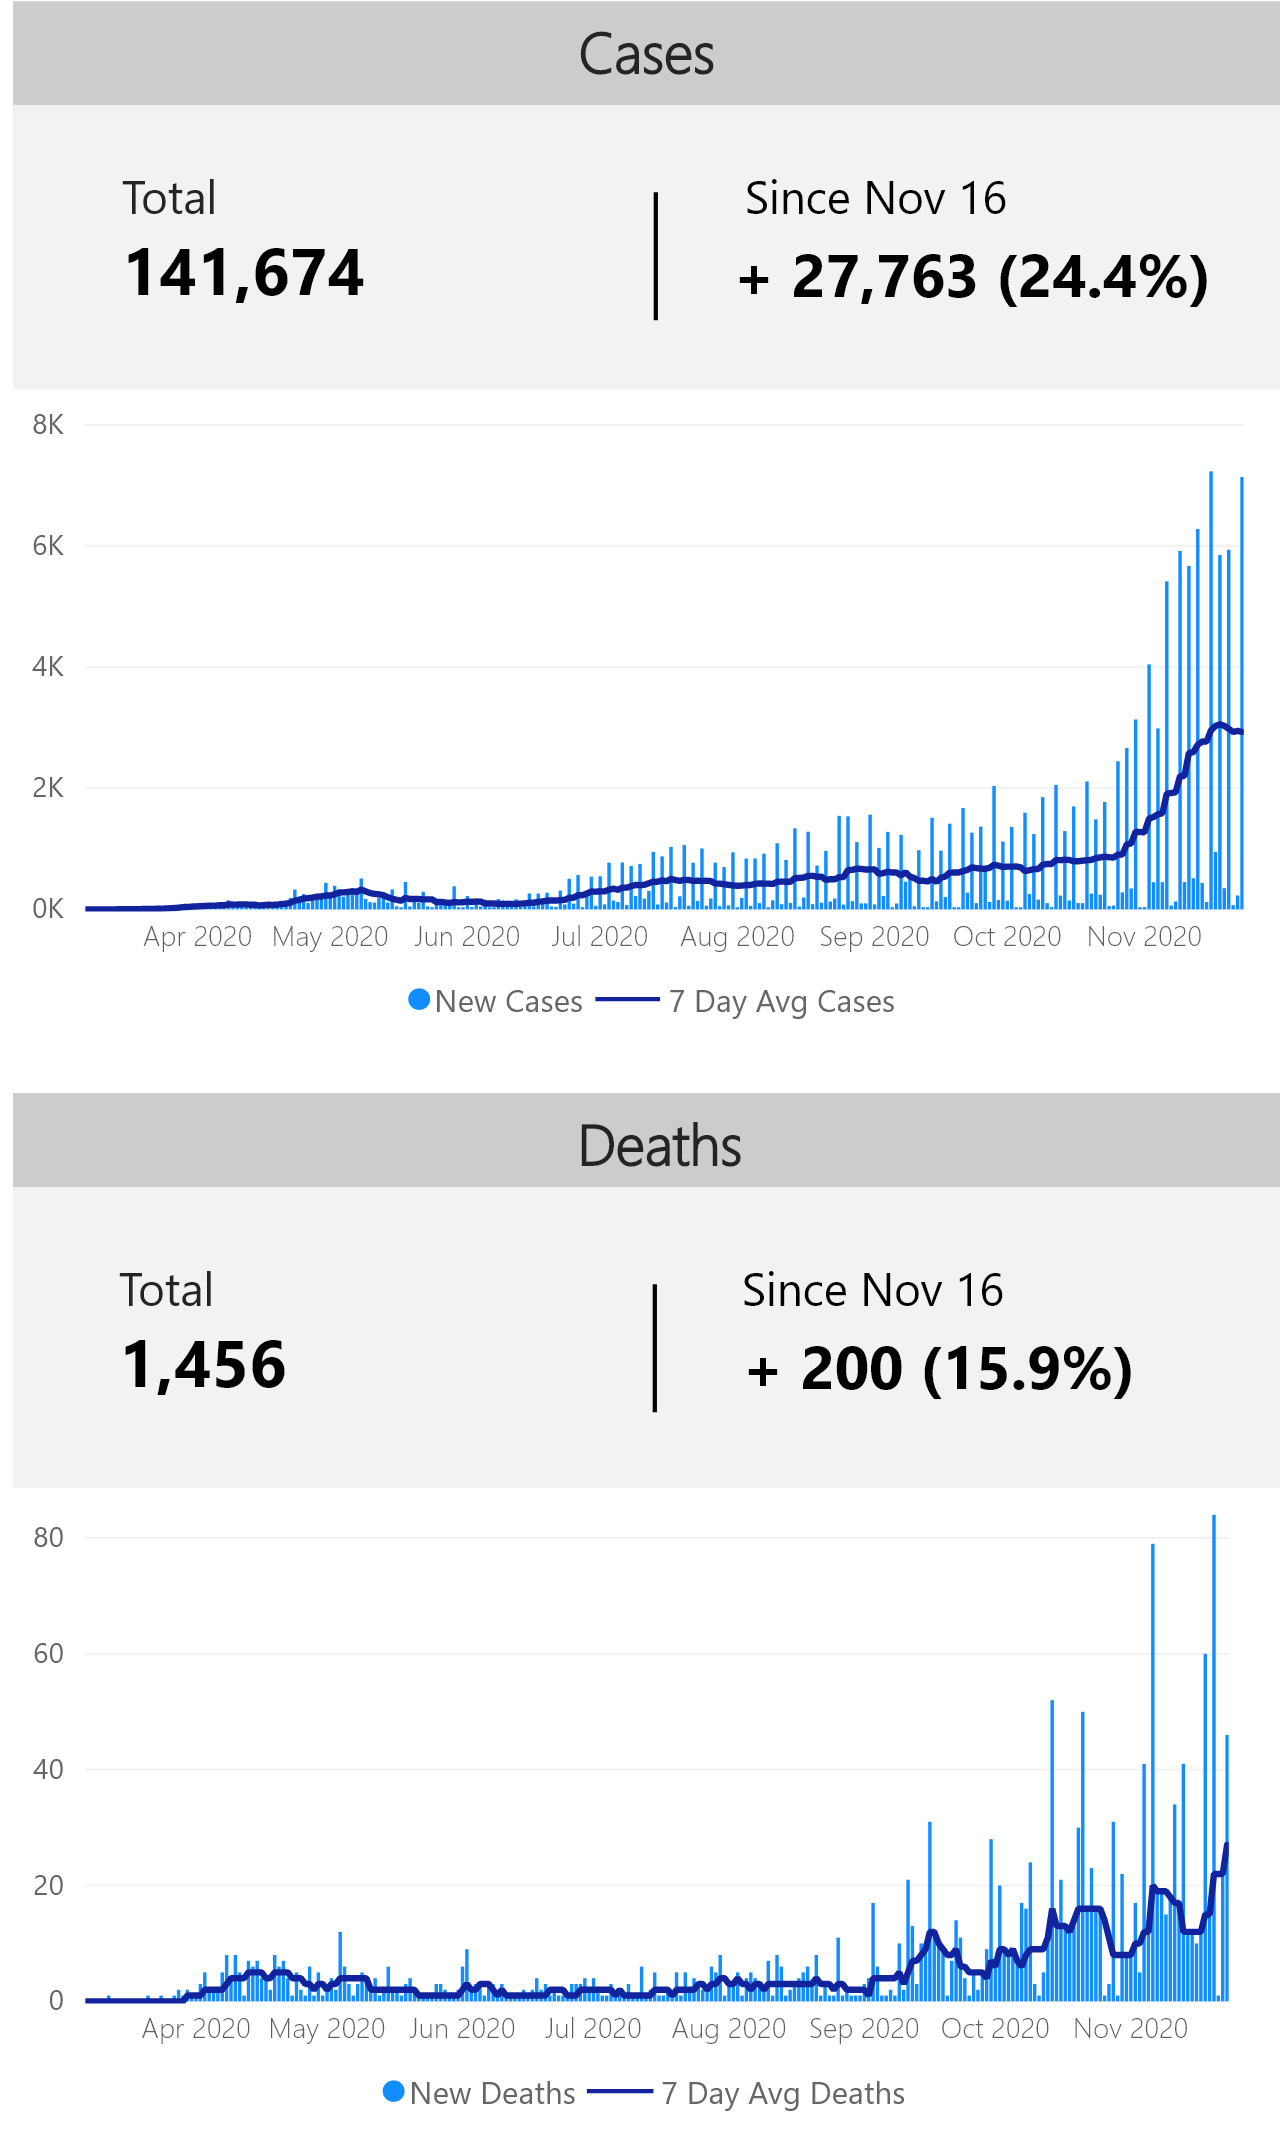 Cases
Total
Since Nov 16
141,674
+ 27,763 (24.4%)
8K
6K
4K
2K
0K
Apr 2020 May 2020 Jun 2020 Jul 2020 Aug 2020 Sep 2020 Oct 2020 Nov 2020
New Cases 7 Day Avg Cases
Deaths
Total
Since Nov 16
1,456
+ 200 (15.9%)
80
60
40
20
0
Apr 2020 May 2020 Jun 2020 Jul 2020 Aug 2020 Sep 2020 Oct 2020 Nov 2020
New Deaths 7 Day Avg Deaths